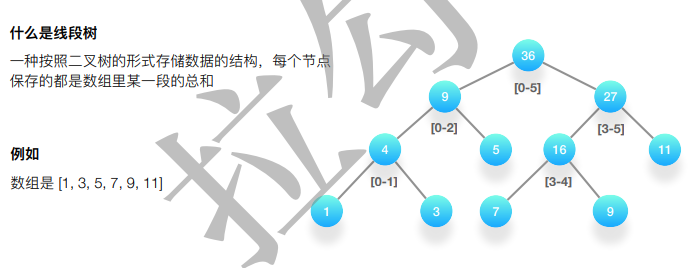 什么是线段树
一种按照二叉树的形式存储数据的结构，每个节点
保存的都是数组里某一段的总和
例如
数组是 [1, 3, 5, 7, 9, 11]
36
[0-5]
9
27
[0-2]
[3-5]
4
5
16
11
[0-1]
[3-4]
1
3
7
9
拉勾